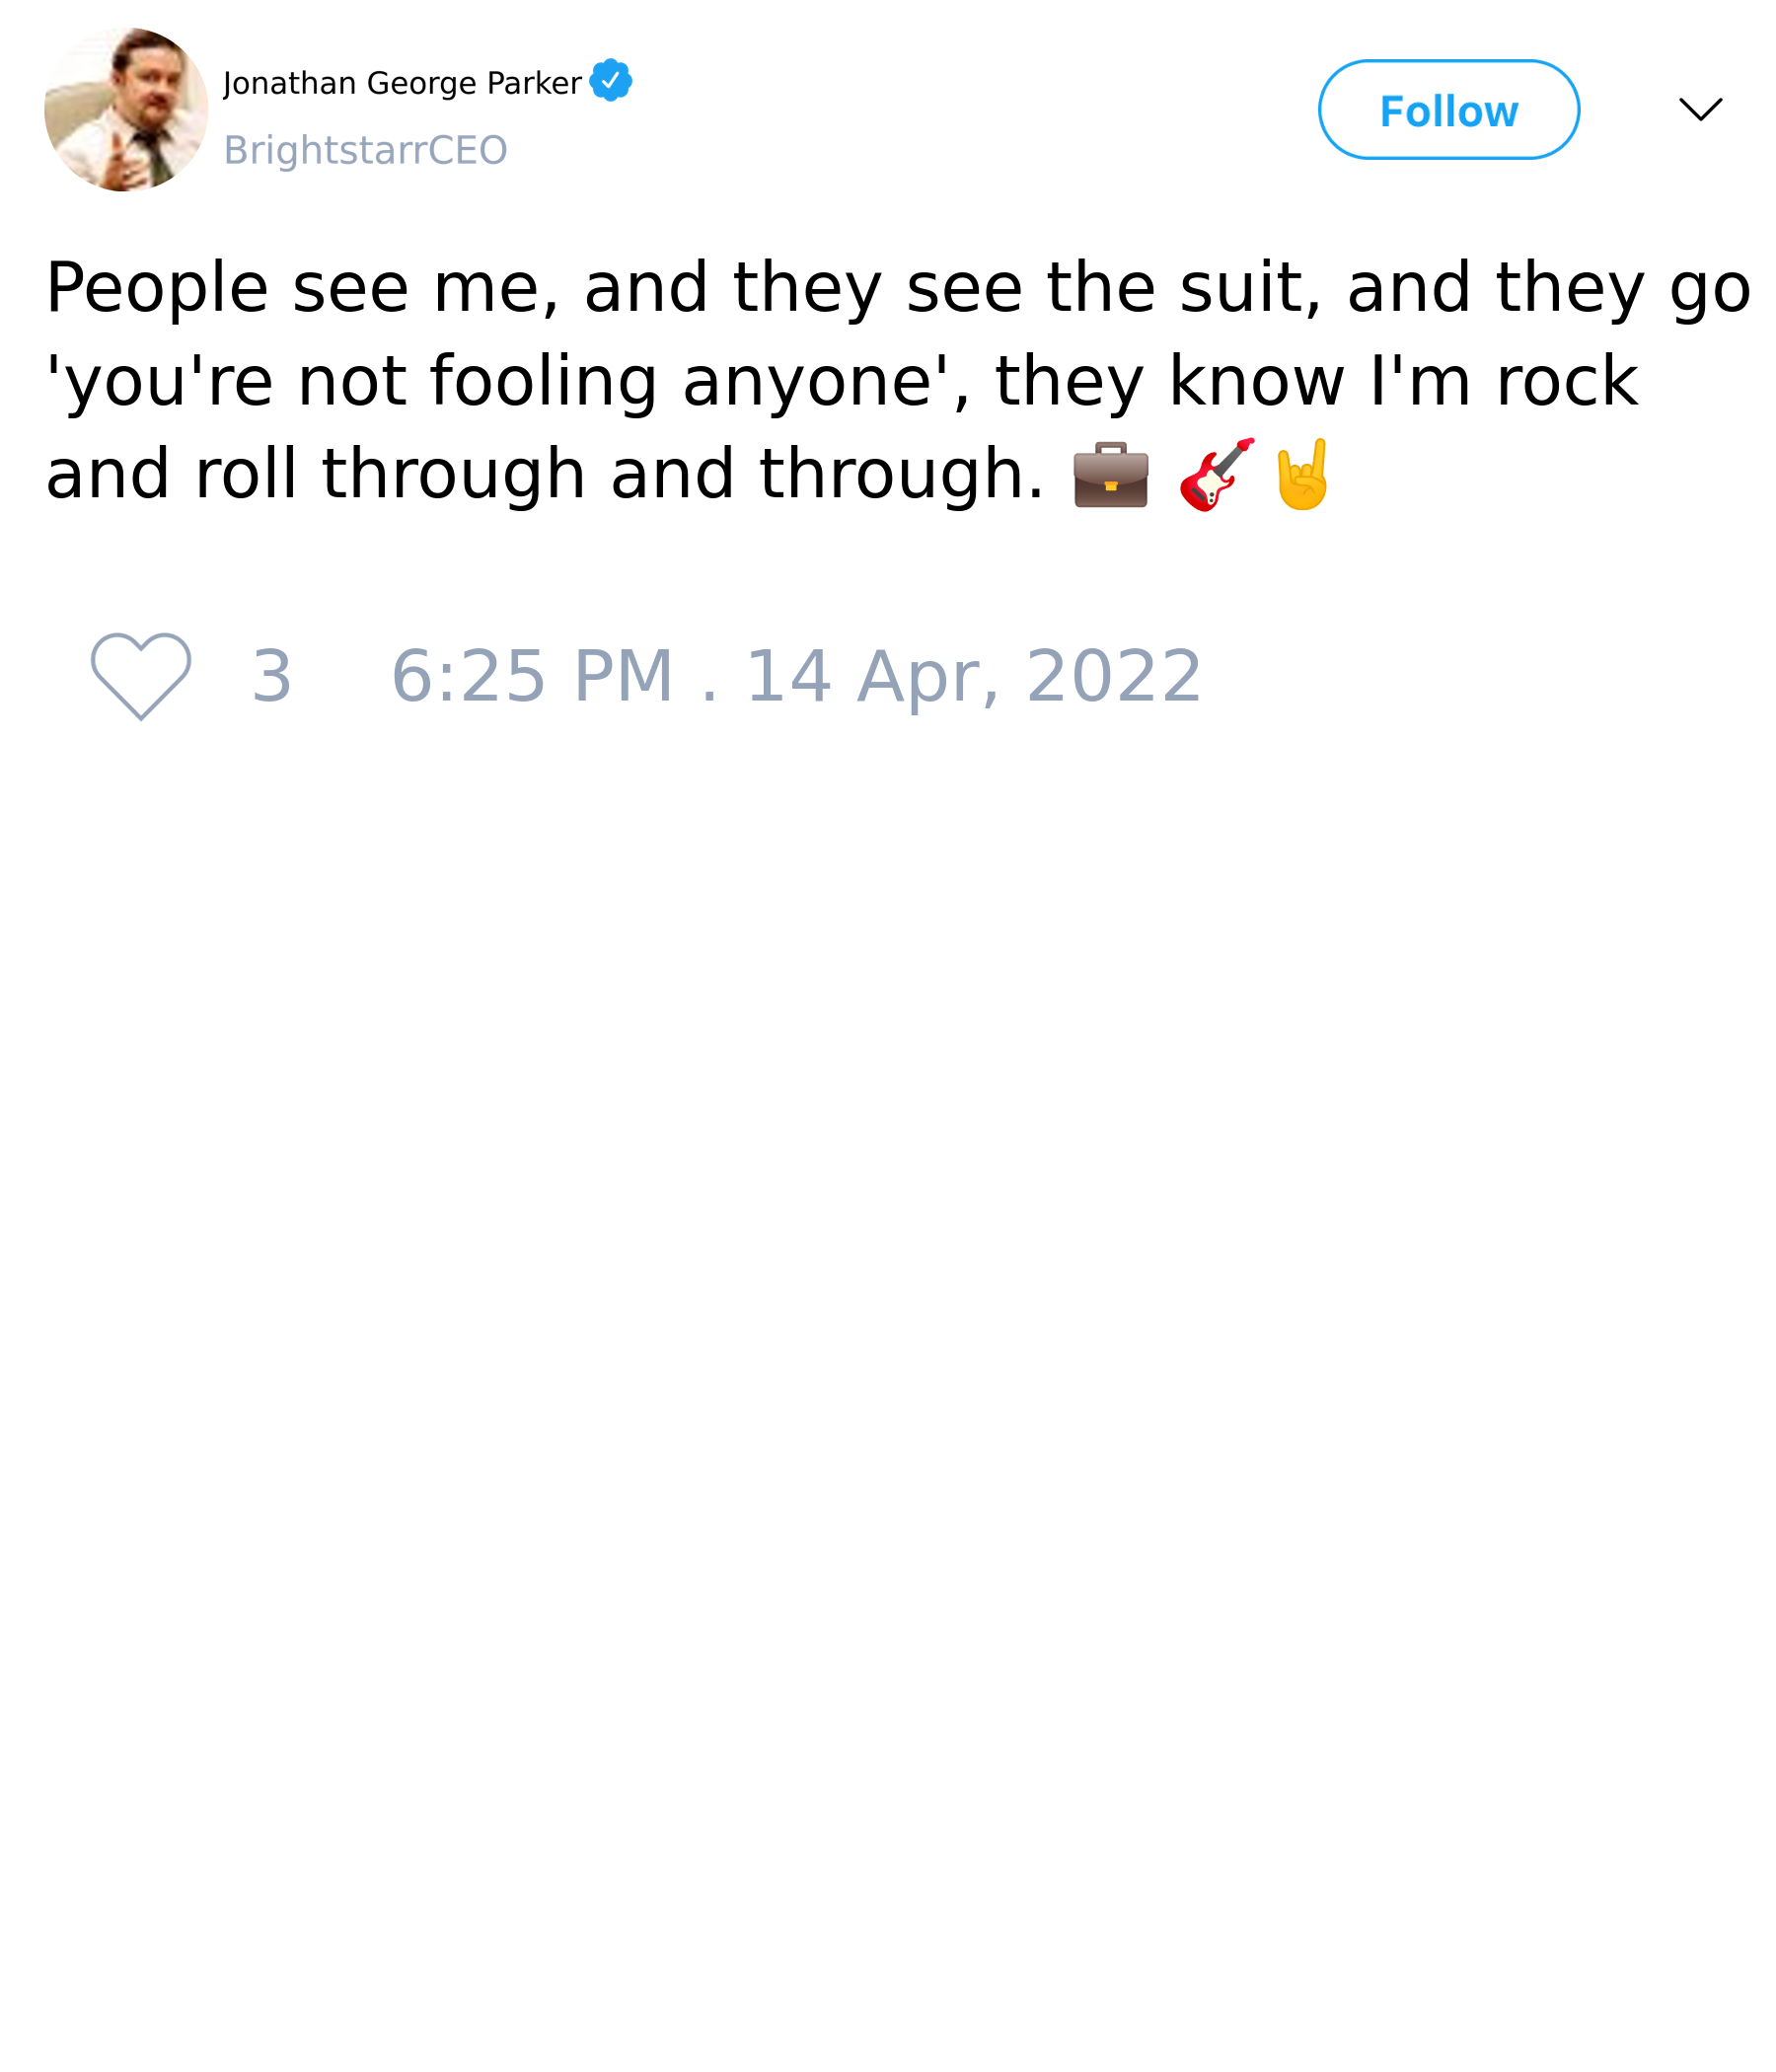 Jonathan George Parker
BrightstarrCEO
Follow
People see me, and they see the suit, and they go
'you're not fooling anyone', they know I'm rock
and roll through and through. 💼 🎸🤘
3 6:25 PM . 14 Apr, 2022